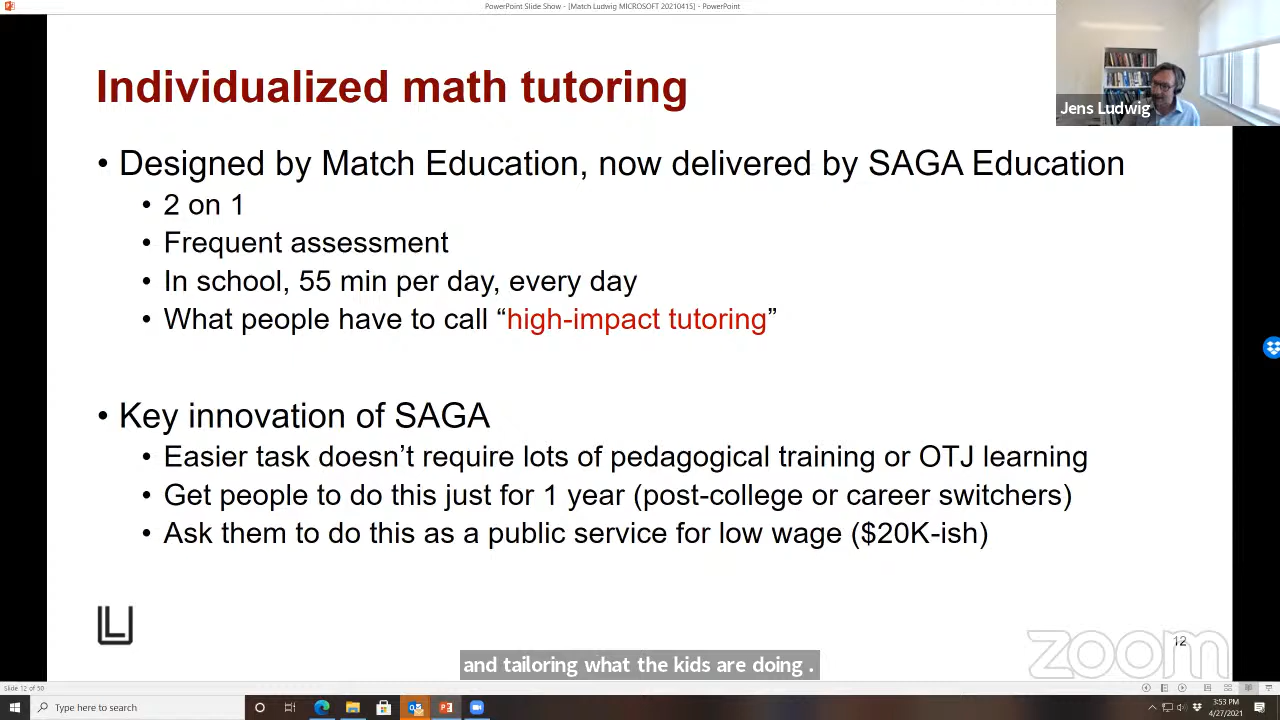 PowerPoint Slide Show - [Match Ludwig MICROSOFT 20210415] - PowerPoint
Individualized math tutoring
Jens Ludwig
• Designed by Match Education, now delivered by SAGA Education
• 2 on 1
• Frequent assessment
• In school, 55 min per day, every day
• What people have to call “high-impact tutoring”
• Key innovation of SAGA
• Easier task doesn’t require lots of pedagogical training or OTJ learning
• Get people to do this just for 1 year (post-college or career switchers)
• Ask them to do this as a public service for low wage ($20K-ish)
12
zoom
and tailoring what the kids are doing .
Slide 12 of 50
Type here to search
3:53 PM
4/27/2021